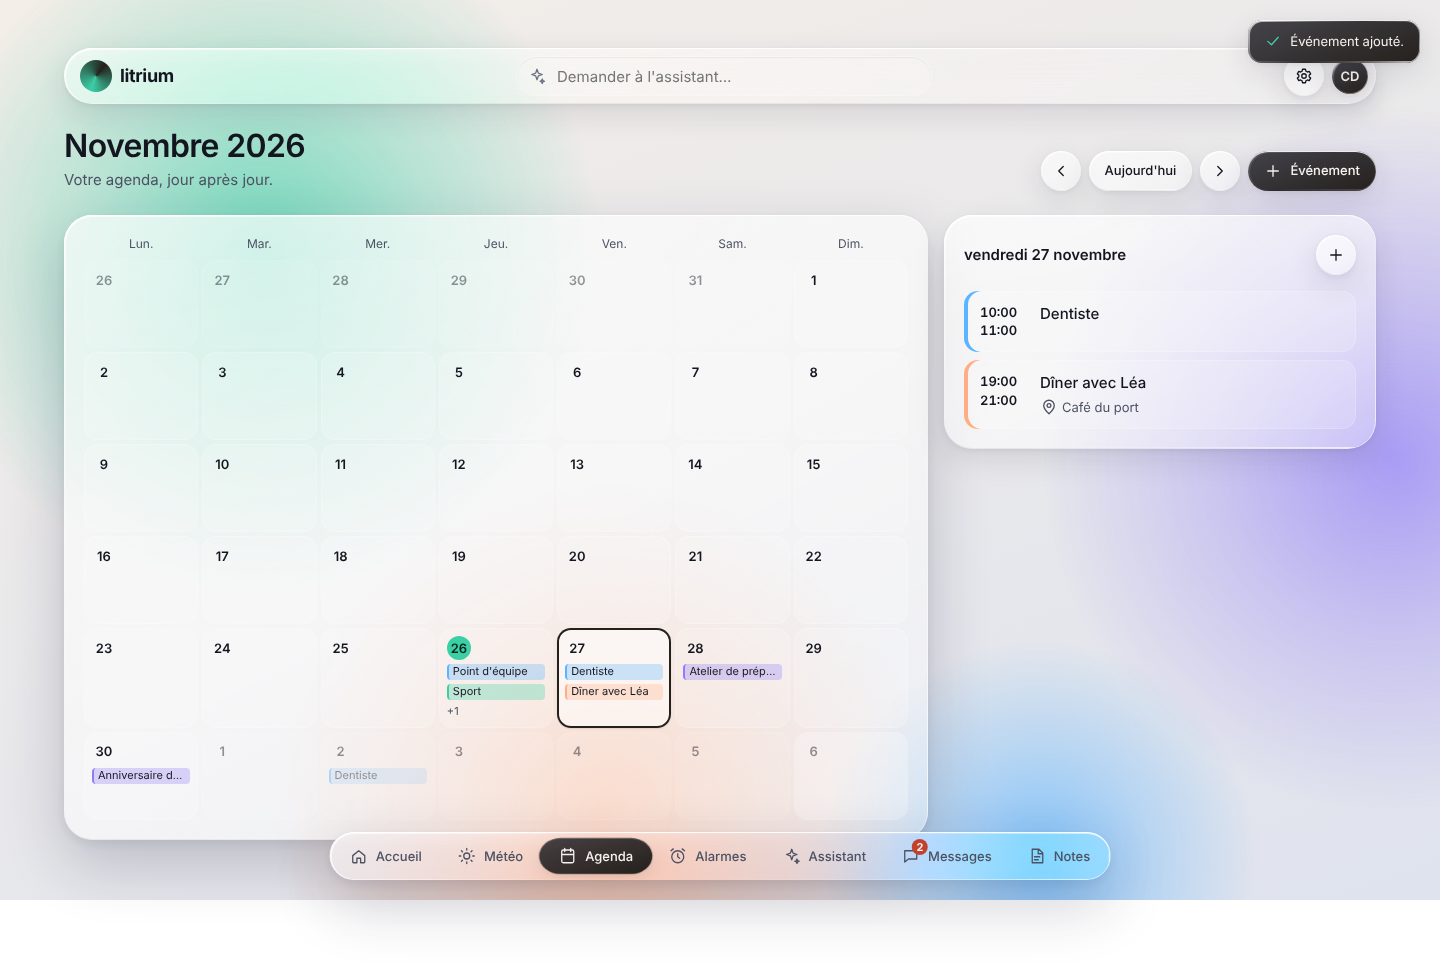 Événement ajouté.
litrium
Demander à l'assistant...
CD
Novembre 2026
Votre agenda, jour après jour.
Aujourd'hui
Événement
Lun. Mar. Mer. Jeu. Ven. Sam. Dim.
26 27 28 29 30 31 1
2 3 4 5 6 7 8
9 10 11 12 13 14 15
16 17 18 19 20 21 22
23 24 25 26 27 28 29
Point d'équipe Dentiste Atelier de prép...
Sport Dîner avec Léa
+1
30 1 2 3 4 5 6
Anniversaire d... Dentiste
vendredi 27 novembre
10:00 Dentiste
11:00
19:00 Dîner avec Léa
21:00 Café du port
Accueil Météo Agenda Alarmes Assistant 2 Messages Notes